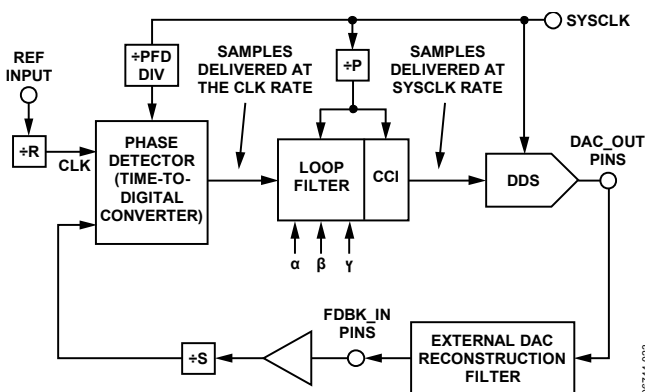 SYSCLK
REF
INPUT
÷PFD
DIV
SAMPLES
DELIVERED AT
THE CLK RATE
÷P
SAMPLES
DELIVERED AT
SYSCLK RATE
÷R
CLK
PHASE
DETECTOR
(TIME-TO-
DIGITAL
CONVERTER)
LOOP
FILTER
CCI
DDS
DAC_OUT
PINS
α β γ
FDBK_IN
PINS
÷S
EXTERNAL DAC
RECONSTRUCTION
FILTER